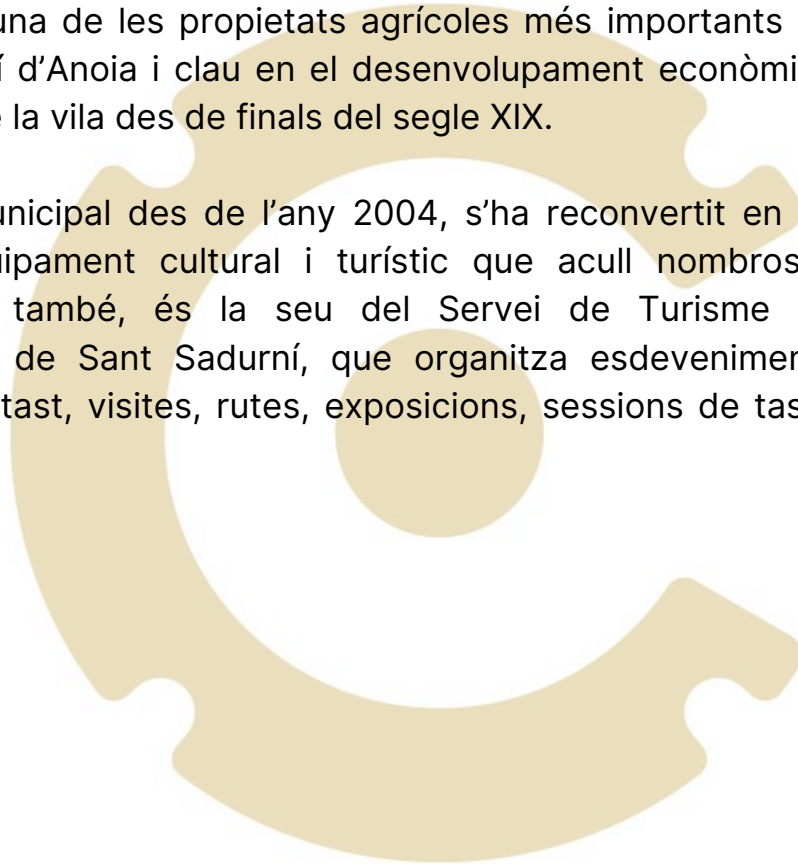 una de les propietats agrícoles més importants
í d’Anoia i clau en el desenvolupament econòmi
la vila des de finals del segle XIX.
unicipal des de l’any 2004, s’ha reconvertit en
uipament cultural i turístic que acull nombros
també, és la seu del Servei de Turisme
de Sant Sadurní, que organitza esdevenimen
tast, visites, rutes, exposicions, sessions de tas